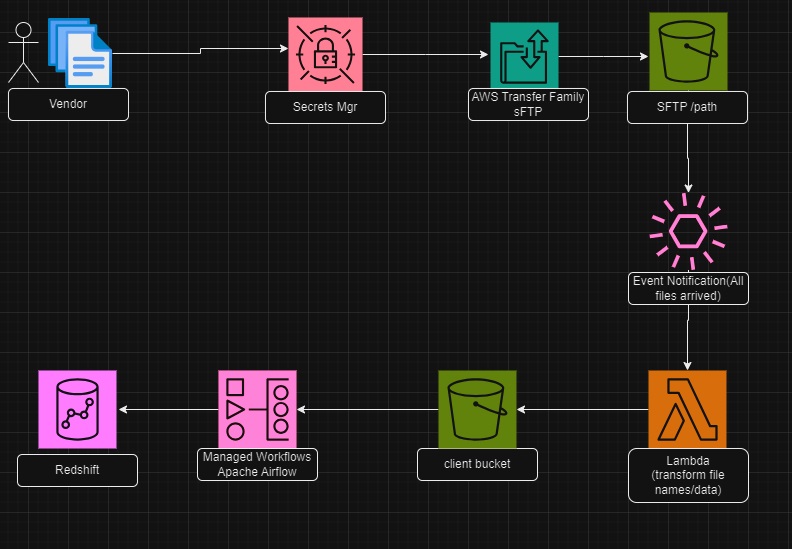 Vendor
Secrets Mgr
AWS Transfer Family
sFTP
SFTP /path
Event Notification(All
files arrived)
Redshift
Managed Workflows
Apache Airflow
client bucket
Lambda
(transform file
names/data)